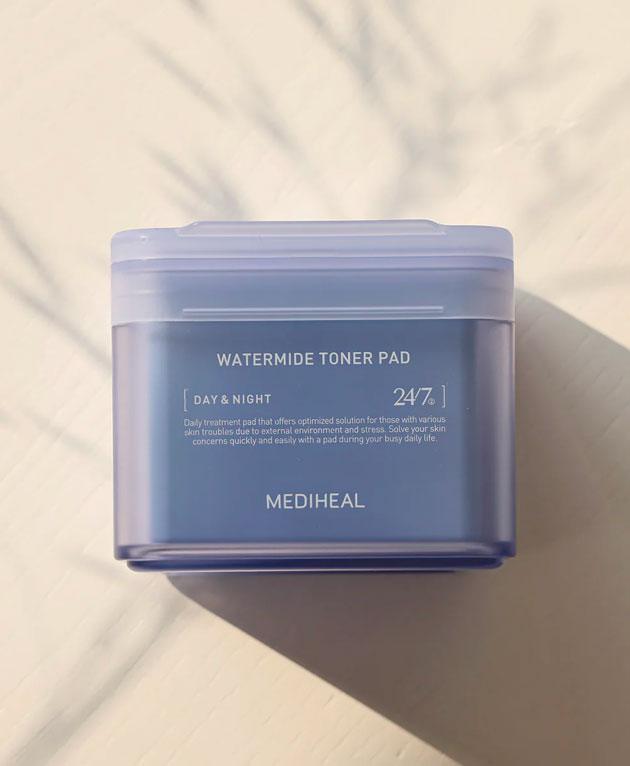 WATERMIDE TONER PAD
[ DAY & NIGHT 24/7 ]
Daily treatment pad that offers optimized solution for those with various
skin troubles due to external environment and stress. Solve your skin
concerns quickly and easily with a pad during your busy daily life.
MEDIHEAL